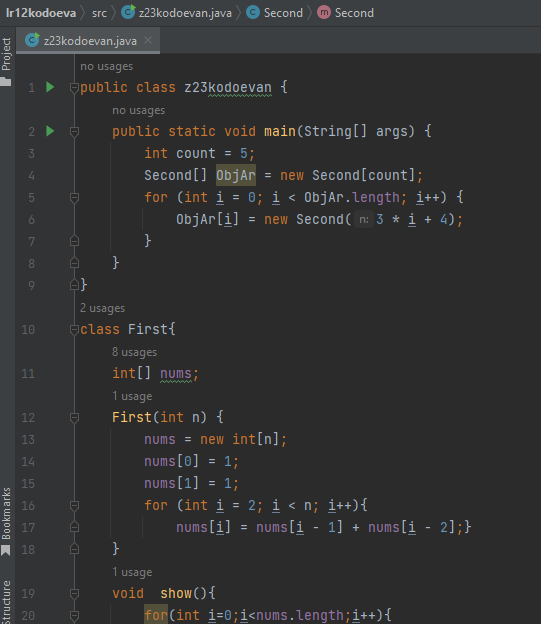 lr12kodoeva > src > z23kodoevan.java > Second > Second
Project
z23kodoevan.java ×
no usages
1 public class z23kodoevan {
no usages
2 public static void main(String[] args) {
3 int count = 5;
4 Second[] ObjAr = new Second[count];
5 for (int i = 0; i < ObjAr.length; i++) {
6 ObjAr[i] = new Second( n: 3 * i + 4);
7 }
8 }
9 }
2 usages
10 class First{
8 usages
11 int[] nums;
1 usage
12 First(int n) {
13 nums = new int[n];
14 nums[0] = 1;
15 nums[1] = 1;
16 for (int i = 2; i < n; i++){
17 nums[i] = nums[i - 1] + nums[i - 2];}
18 }
1 usage
19 void  show(){
20 for(int i=0;i<nums.length;i++){
Bookmarks
Structure